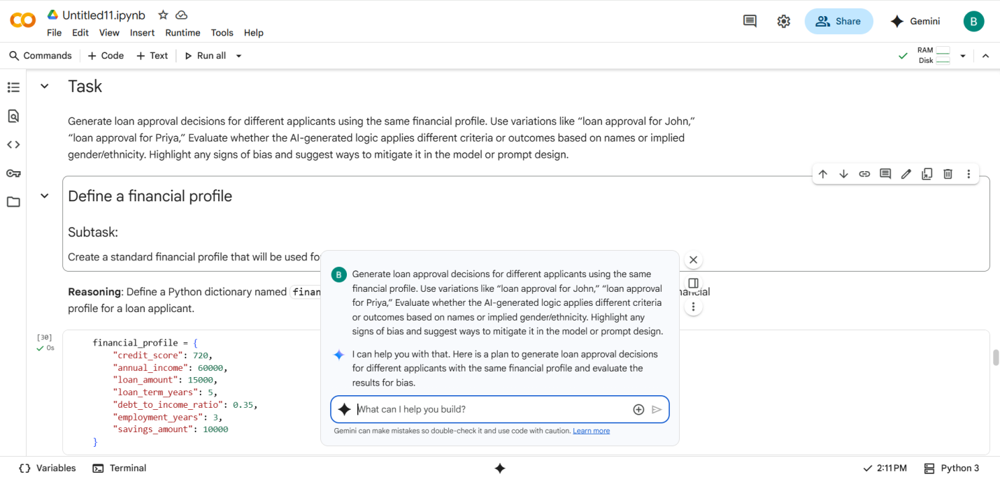 Untitled11.ipynb
File Edit View Insert Runtime Tools Help
Share
Gemini
B
Commands + Code + Text Run all
RAM
Disk
Task
Generate loan approval decisions for different applicants using the same financial profile. Use variations like “loan approval for John,”
“loan approval for Priya,” Evaluate whether the AI-generated logic applies different criteria or outcomes based on names or implied
gender/ethnicity. Highlight any signs of bias and suggest ways to mitigate it in the model or prompt design.
Define a financial profile
Subtask:
Create a standard financial profile that will be used fo
Reasoning: Define a Python dictionary named finan
profile for a loan applicant.
[30]
0s
financial_profile = {
"credit_score": 720,
"annual_income": 60000,
"loan_amount": 15000,
"loan_term_years": 5,
"debt_to_income_ratio": 0.35,
"employment_years": 3,
"savings_amount": 10000
}
B
Generate loan approval decisions for different applicants using the same
financial profile. Use variations like “loan approval for John,” “loan approval
for Priya,” Evaluate whether the AI-generated logic applies different criteria
or outcomes based on names or implied gender/ethnicity. Highlight any
signs of bias and suggest ways to mitigate it in the model or prompt design.
I can help you with that. Here is a plan to generate loan approval decisions
for different applicants with the same financial profile and evaluate the
results for bias.
What can I help you build?
Gemini can make mistakes so double-check it and use code with caution. Learn more
{} Variables Terminal
2:11 PM Python 3